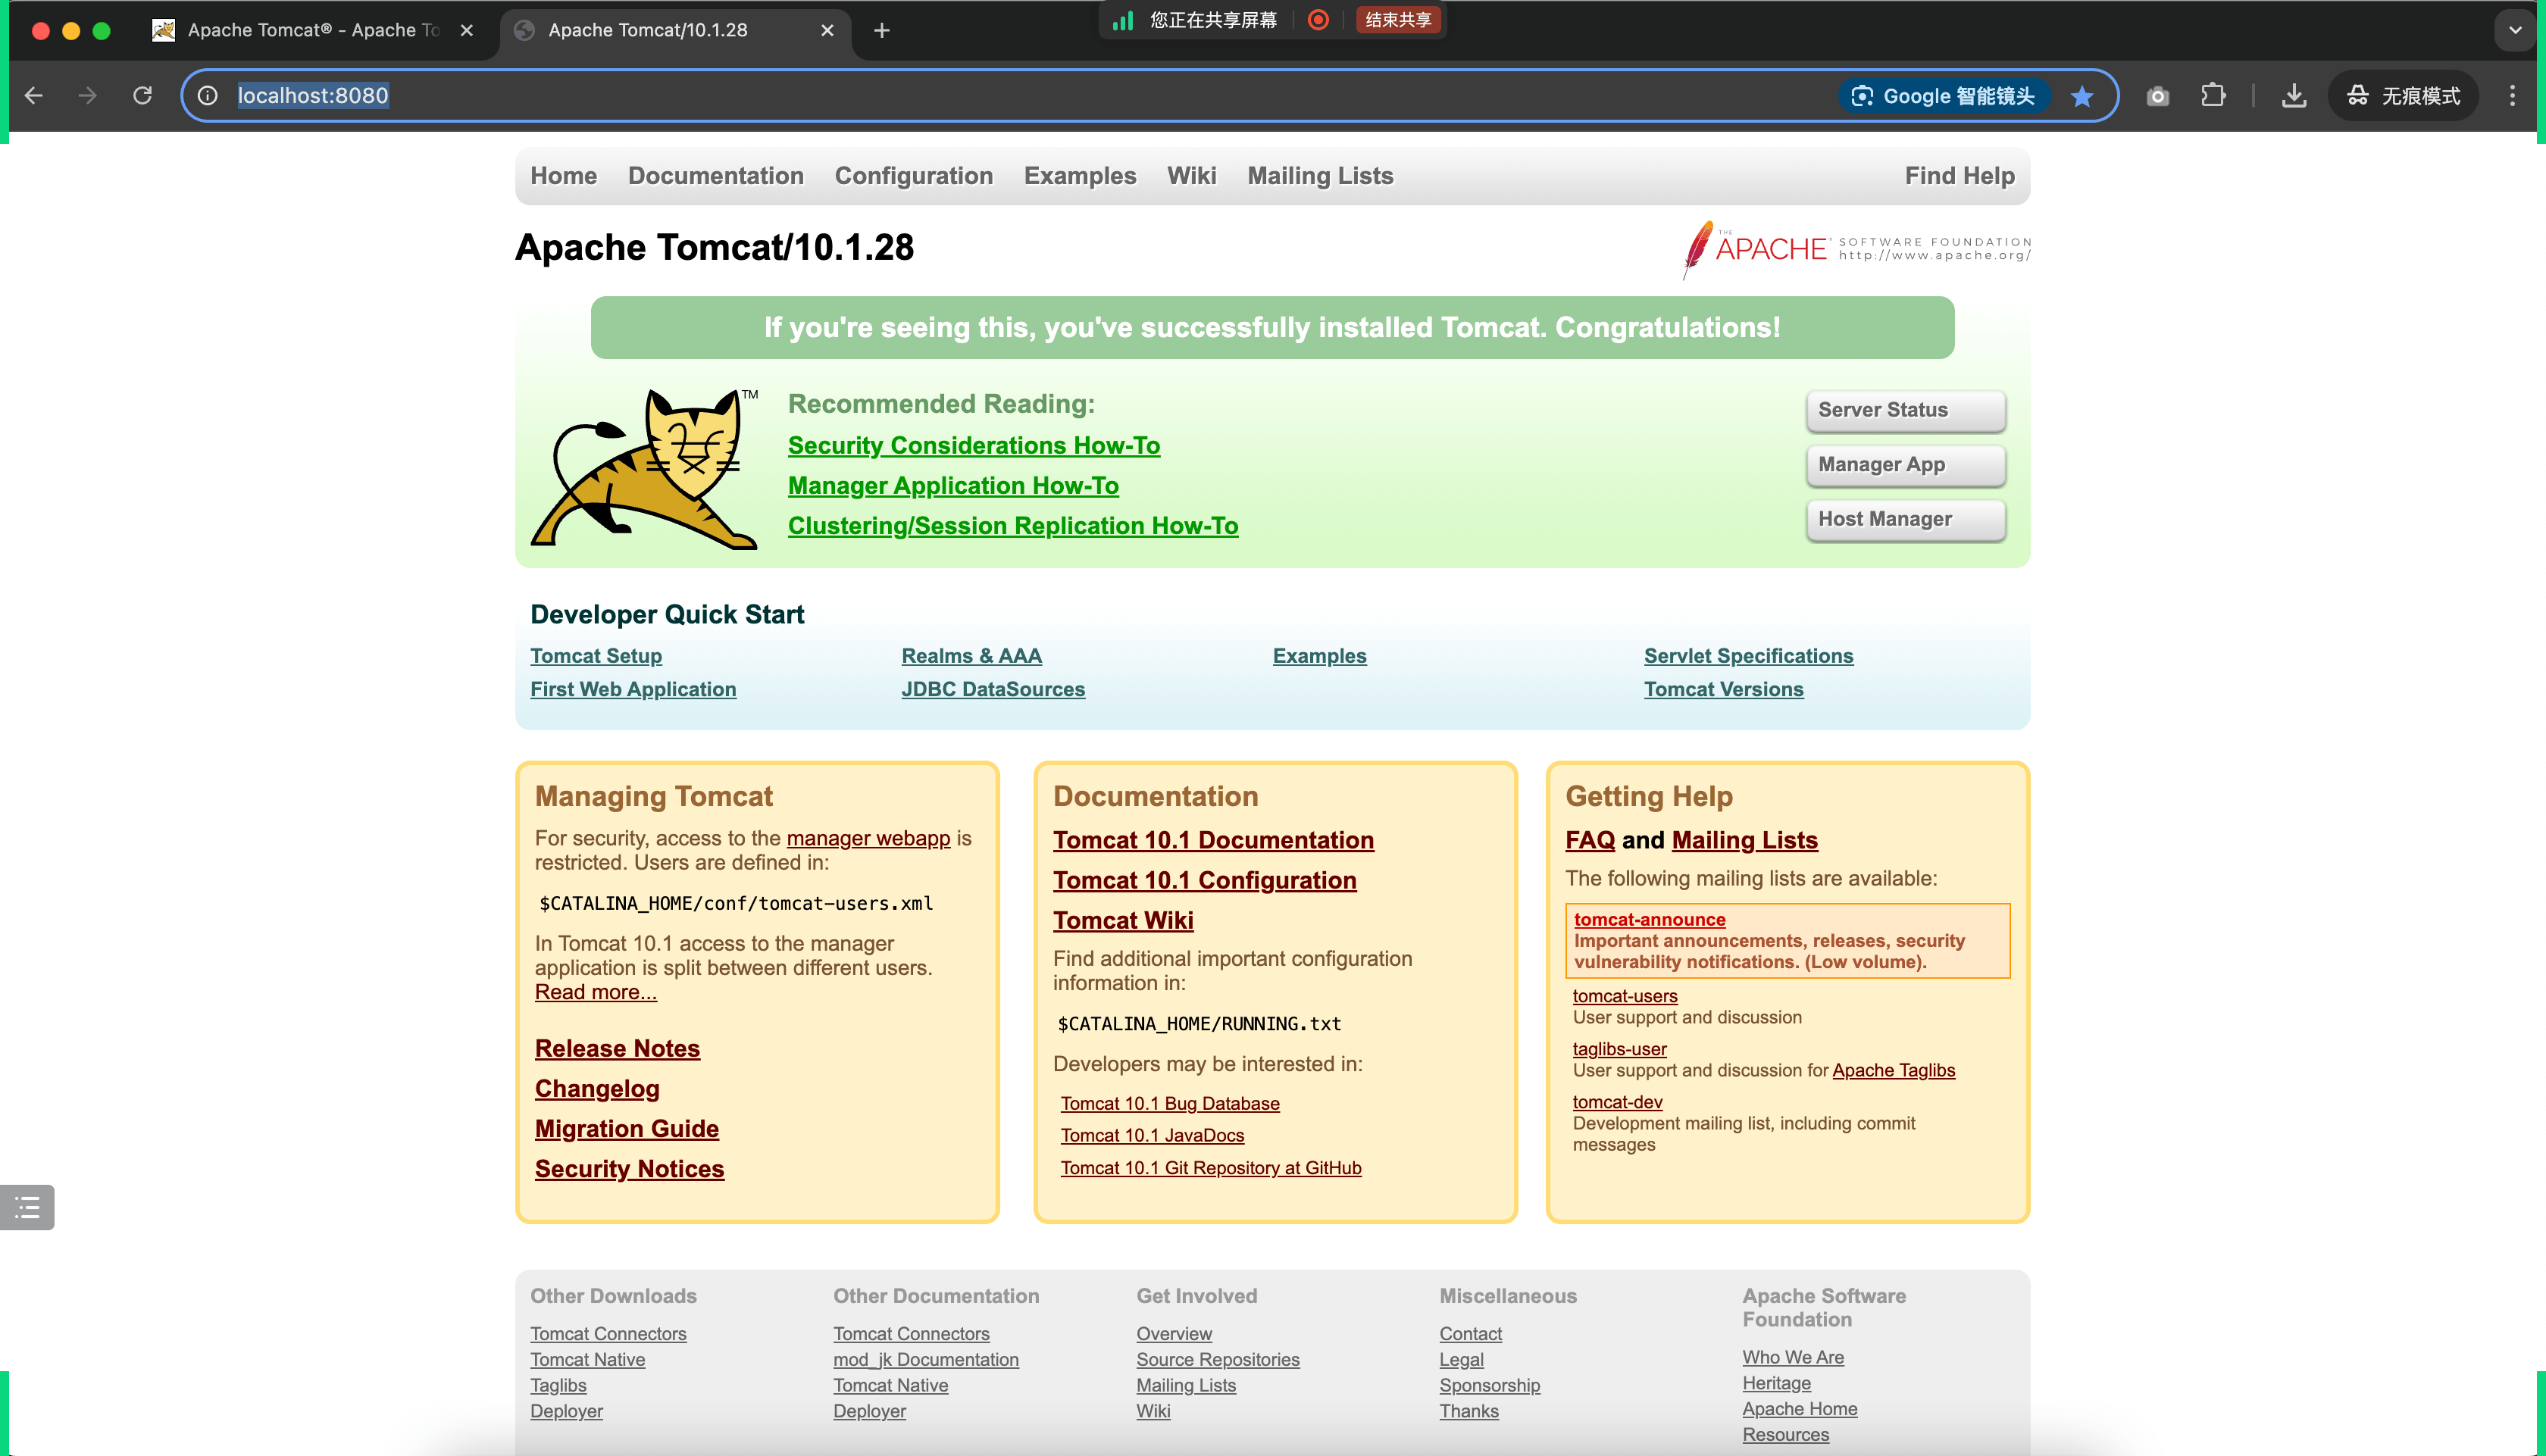 Apache Tomcat® - Apache To
Apache Tomcat/10.1.28
您正在共享屏幕
结束共享
localhost:8080
Google 智能镜头
无痕模式
Home Documentation Configuration Examples Wiki Mailing Lists Find Help
Apache Tomcat/10.1.28
THE APACHE SOFTWARE FOUNDATION
http://www.apache.org/
If you're seeing this, you've successfully installed Tomcat. Congratulations!
TM
Recommended Reading:
Security Considerations How-To
Manager Application How-To
Clustering/Session Replication How-To
Server Status
Manager App
Host Manager
Developer Quick Start
Tomcat Setup
First Web Application
Realms & AAA
JDBC DataSources
Examples
Servlet Specifications
Tomcat Versions
Managing Tomcat
For security, access to the manager webapp is
restricted. Users are defined in:
$CATALINA_HOME/conf/tomcat-users.xml
In Tomcat 10.1 access to the manager
application is split between different users.
Read more...
Release Notes
Changelog
Migration Guide
Security Notices
Documentation
Tomcat 10.1 Documentation
Tomcat 10.1 Configuration
Tomcat Wiki
Find additional important configuration
information in:
$CATALINA_HOME/RUNNING.txt
Developers may be interested in:
Tomcat 10.1 Bug Database
Tomcat 10.1 JavaDocs
Tomcat 10.1 Git Repository at GitHub
Getting Help
FAQ and Mailing Lists
The following mailing lists are available:
tomcat-announce
Important announcements, releases, security
vulnerability notifications. (Low volume).
tomcat-users
User support and discussion
taglibs-user
User support and discussion for Apache Taglibs
tomcat-dev
Development mailing list, including commit
messages
Other Downloads
Tomcat Connectors
Tomcat Native
Taglibs
Deployer
Other Documentation
Tomcat Connectors
mod_jk Documentation
Tomcat Native
Deployer
Get Involved
Overview
Source Repositories
Mailing Lists
Wiki
Miscellaneous
Contact
Legal
Sponsorship
Thanks
Apache Software
Foundation
Who We Are
Heritage
Apache Home
Resources